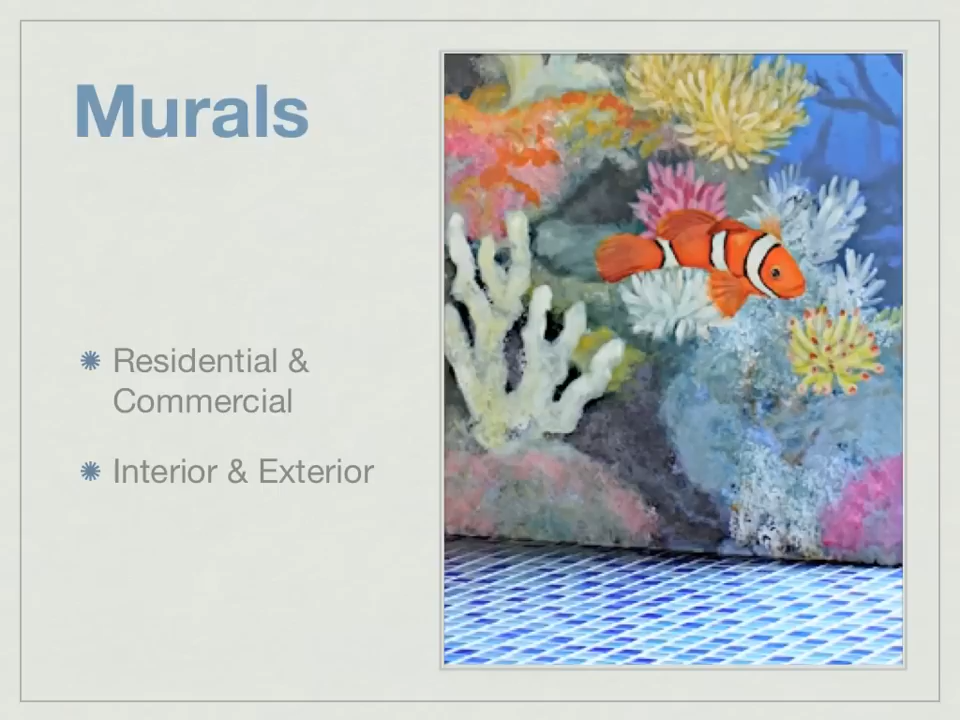 Murals
Residential &
Commercial
Interior & Exterior